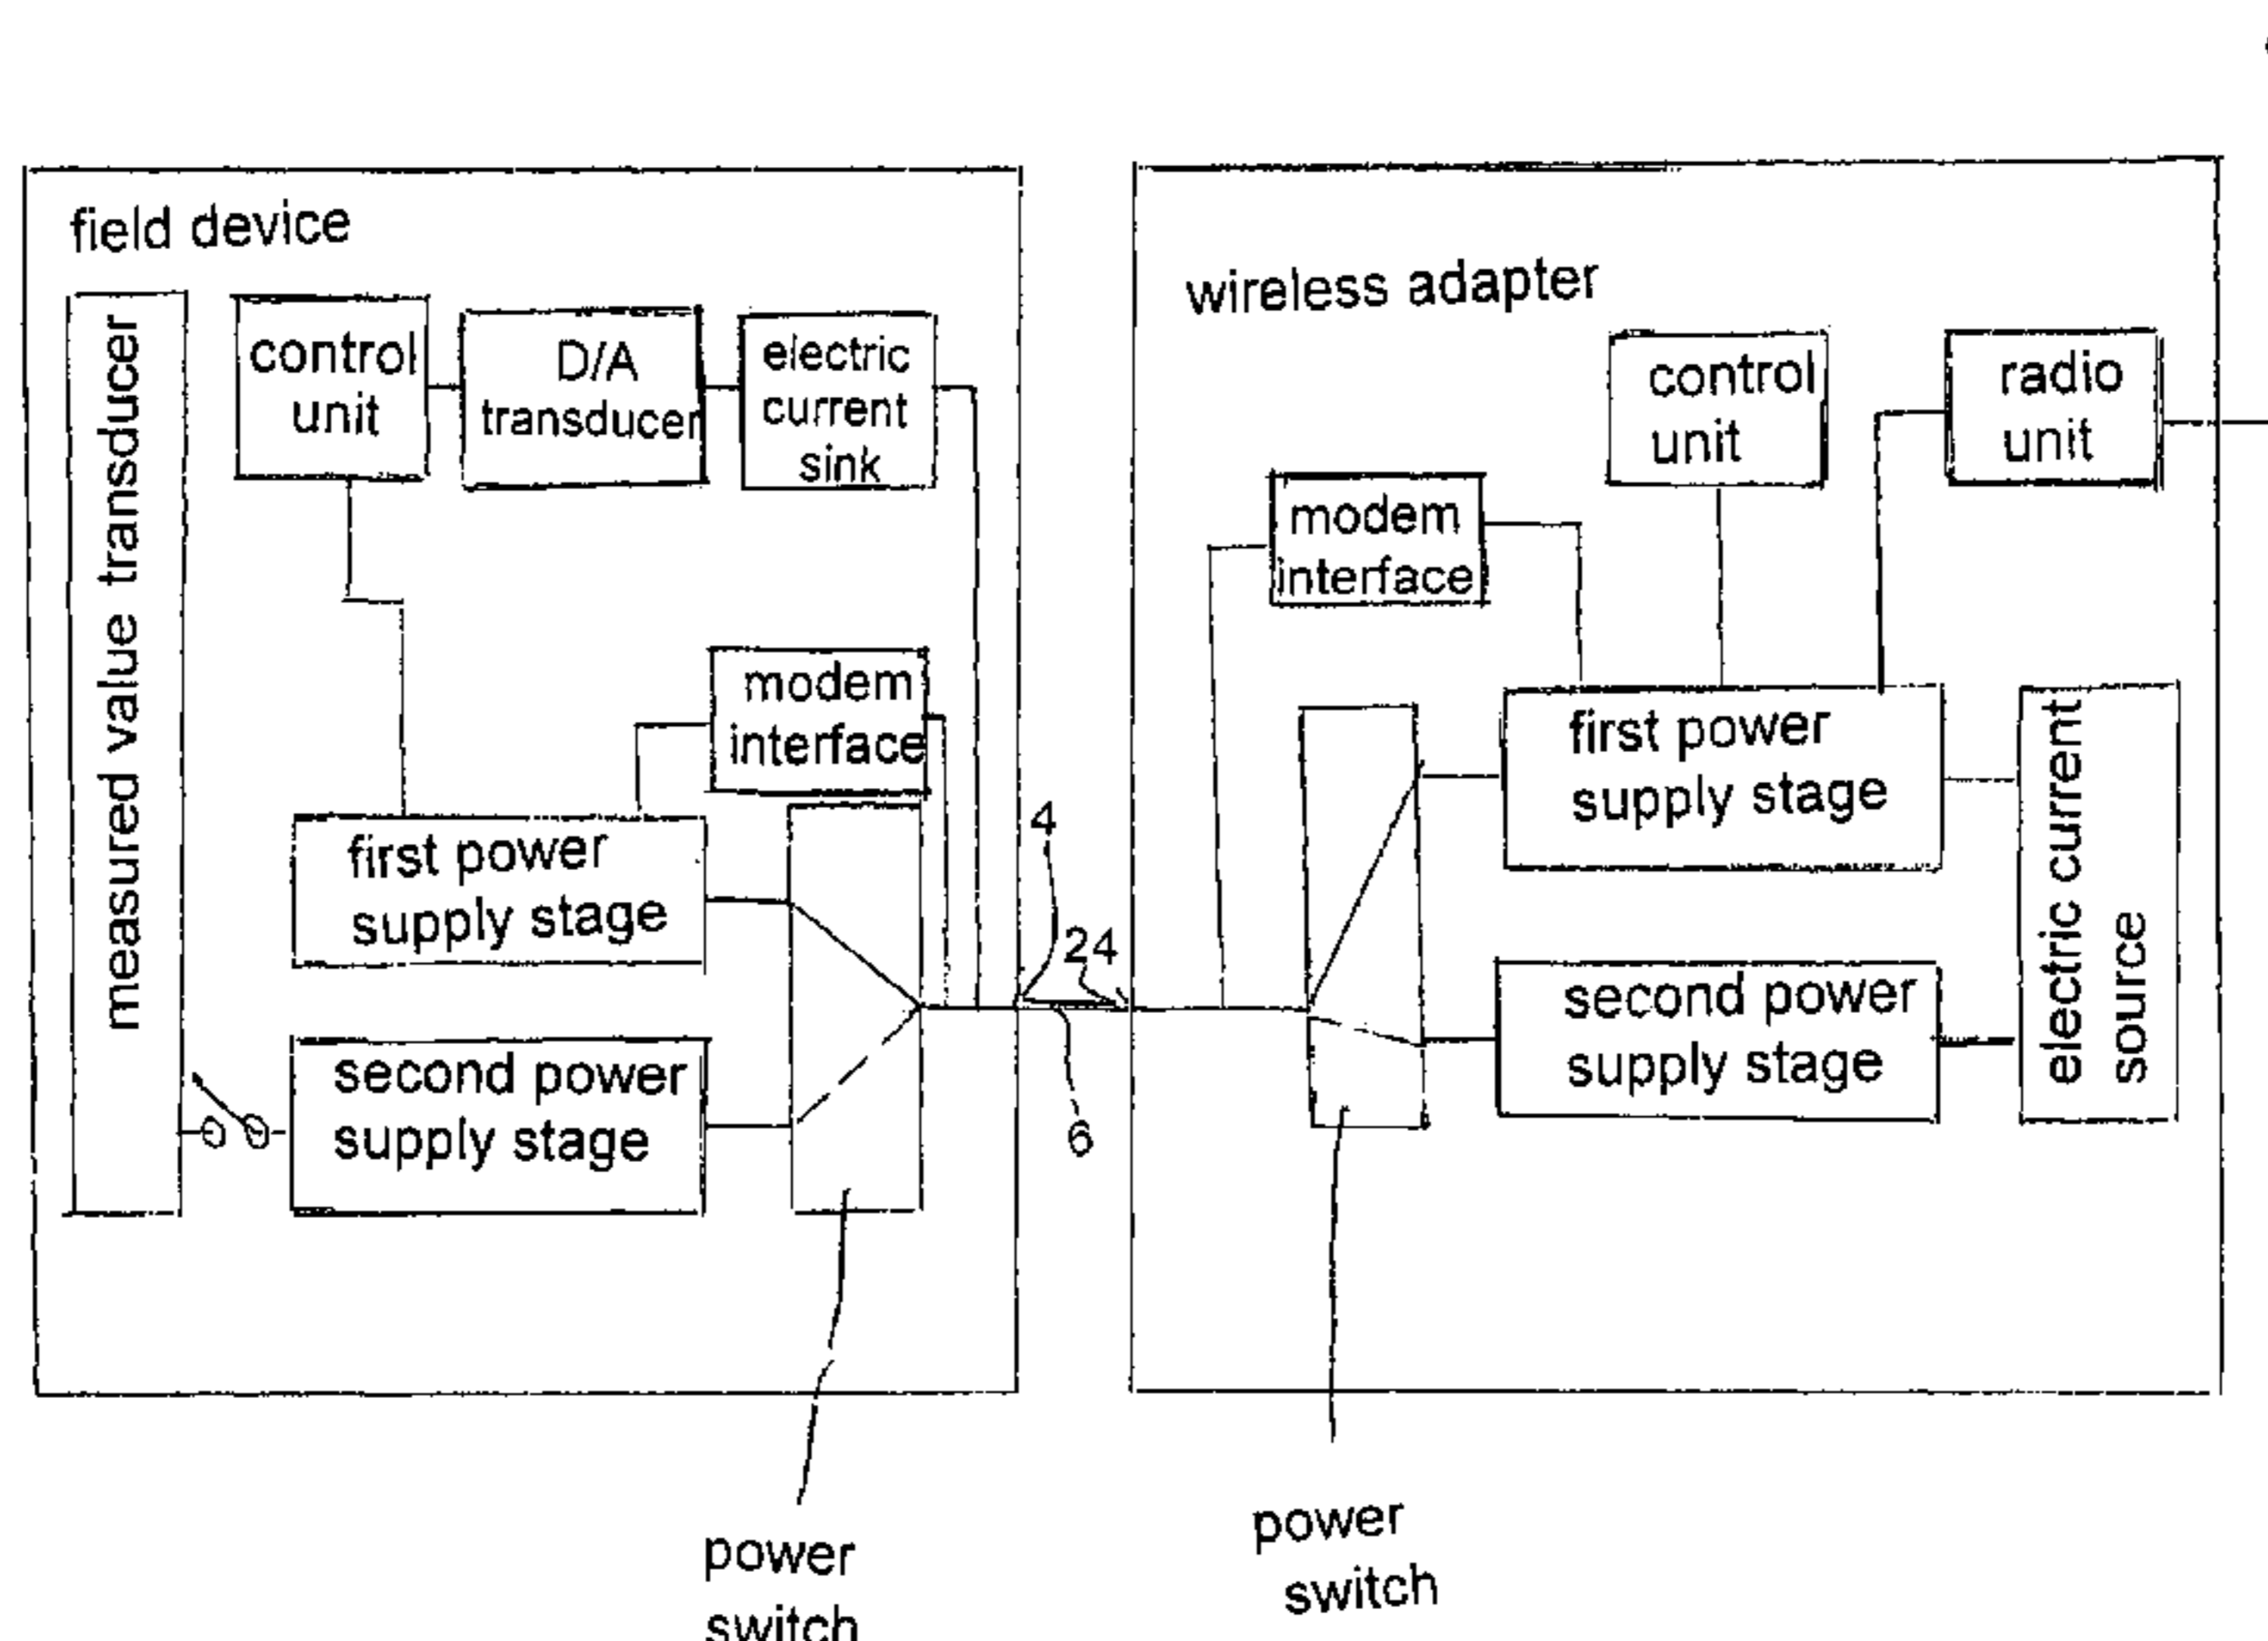 field device
measured value transducer
control
unit
D/A
transducer
electric
current
sink
modem
interface
first power
supply stage
second power
supply stage
power
switch
4
24
6
wireless adapter
control
unit
radio
unit
modem
interface
first power
supply stage
second power
supply stage
electric current
source
power
switch